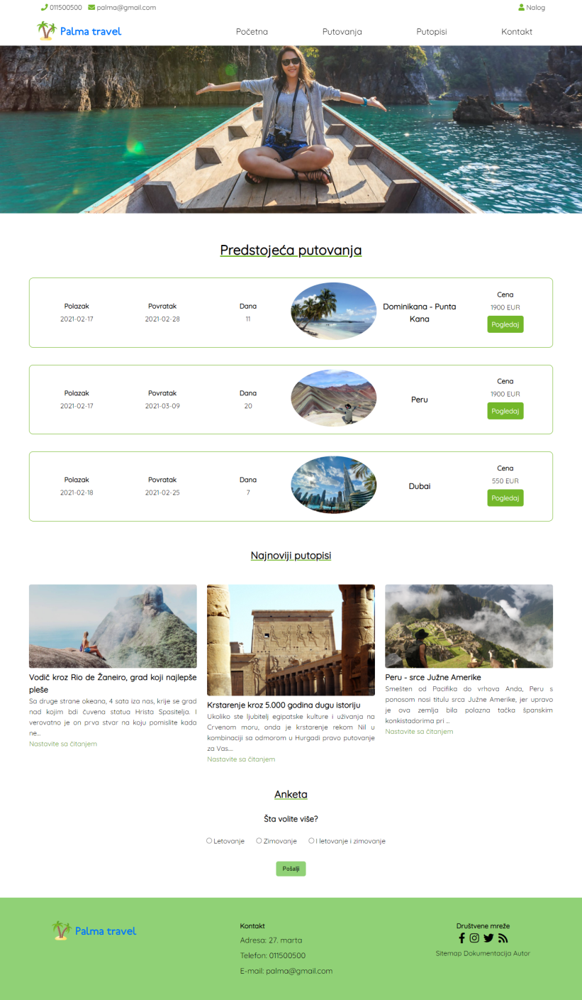 011500500 palma@gmail.com Nalog
Palma travel Početna Putovanja Putopisi Kontakt
Predstojeća putovanja
Polazak
2021-02-17
Povratak
2021-02-28
Dana
11
Dominikana - Punta
Kana
Cena
1900 EUR
Pogledaj
Polazak
2021-02-17
Povratak
2021-03-09
Dana
20
Peru
Cena
1900 EUR
Pogledaj
Polazak
2021-02-18
Povratak
2021-02-25
Dana
7
Dubai
Cena
550 EUR
Pogledaj
Najnoviji putopisi
Vodič kroz Rio de Žaneiro, grad koji najlepše
pleše
Sa druge strane okeana, 4 sata iza nas, krije se grad
nad kojim bdi čuvena statua Hrista Spasitelja. I
verovatno je on prva stvar na koju pomislite kada
ne...
Nastavite sa čitanjem
Krstarenje kroz 5.000 godina dugu istoriju
Ukoliko ste ljubitelj egipatske kulture i uživanja na
Crvenom moru, onda je krstarenje rekom Nil u
kombinaciji sa odmorom u Hurgadi pravo putovanje
za Vas....
Nastavite sa čitanjem
Peru - srce Južne Amerike
Smešten od Pacifika do vrhova Anda, Peru s
ponosom nosi titulu srca Južne Amerike, jer upravo
je ova zemlja bila polazna tačka španskim
konkistadorima pri ...
Nastavite sa čitanjem
Anketa
Šta volite više?
Letovanje Zimovanje I letovanje i zimovanje
Pošalji
Palma travel
Kontakt
Adresa: 27. marta
Telefon: 011500500
E-mail: palma@gmail.com
Društvene mreže
Sitemap Dokumentacija Autor